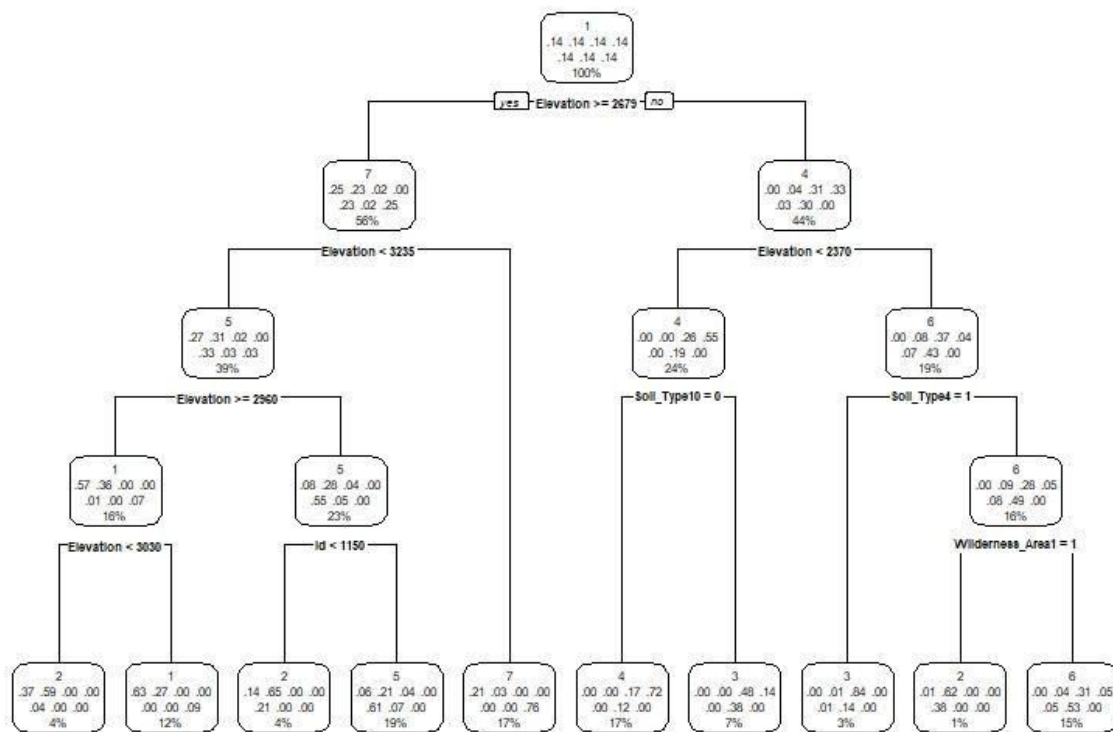 1
.14 .14 .14 .14
.14 .14 .14
100%
yes Elevation >= 2679 no
7
.25 .23 .02 .00
.23 .02 .25
56%
4
.00 .04 .31 .33
.03 .30 .00
44%
Elevation < 3235
Elevation < 2370
5
.27 .31 .02 .00
.33 .03 .03
39%
4
.00 .00 .26 .55
.00 .19 .00
24%
6
.00 .08 .37 .04
.07 .43 .00
19%
Elevation >= 2960
Soil_Type10 = 0
Soil_Type4 = 1
1
.57 .36 .00 .00
.01 .00 .07
16%
5
.08 .28 .04 .00
.55 .05 .00
23%
6
.00 .09 .28 .05
.08 .49 .00
16%
Elevation < 3030
Id < 1150
Wilderness_Area1 = 1
2
.37 .59 .00 .00
.04 .00 .00
4%
1
.63 .27 .00 .00
.00 .00 .09
12%
2
.14 .65 .00 .00
.21 .00 .00
4%
5
.06 .21 .04 .00
.61 .07 .00
19%
7
.21 .03 .00 .00
.00 .00 .76
17%
4
.00 .00 .17 .72
.00 .12 .00
17%
3
.00 .00 .48 .14
.00 .38 .00
7%
3
.00 .01 .84 .00
.01 .14 .00
3%
2
.01 .62 .00 .00
.38 .00 .00
1%
6
.00 .04 .31 .05
.05 .53 .00
15%